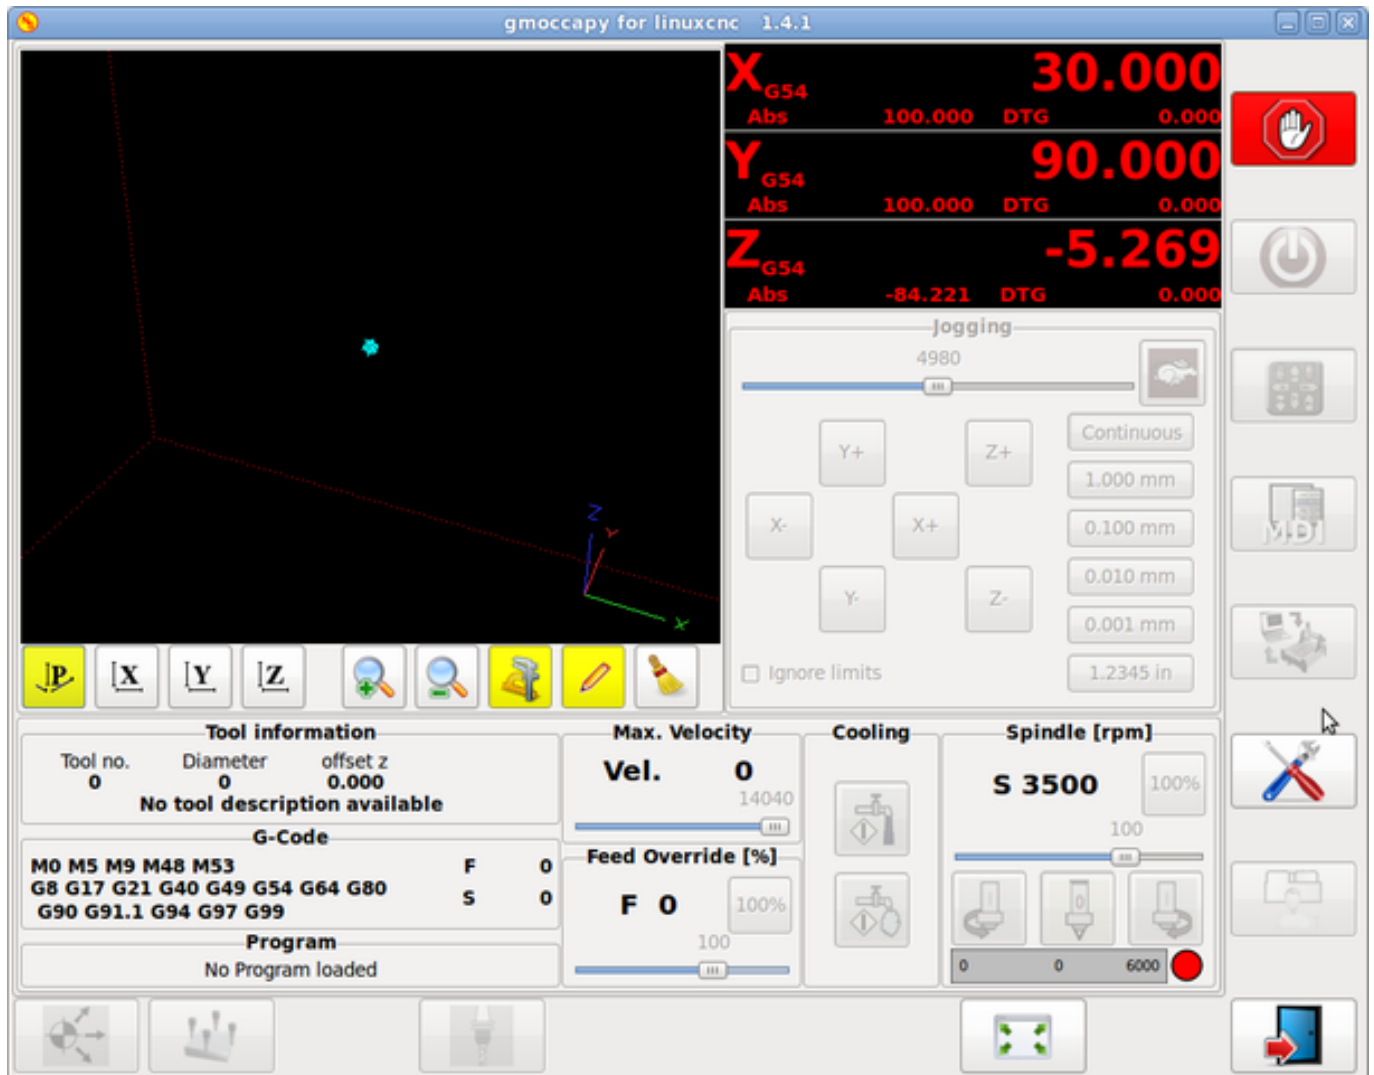 gmoccapy for linuxcnc 1.4.1
X G54 30.000
Abs 100.000 DTG 0.000
Y G54 90.000
Abs 100.000 DTG 0.000
Z G54 -5.269
Abs -84.221 DTG 0.000
Jogging
4980
Continuous
Y+ Z+
1.000 mm
X- X+
0.100 mm
0.010 mm
Y- Z-
0.001 mm
Ignore limits
1.2345 in
MDI
Z
Y
X
P X Y Z
Tool information
Tool no. Diameter offset z
0 0 0.000
No tool description available
G-Code
M0 M5 M9 M48 M53
G8 G17 G21 G40 G49 G54 G64 G80
G90 G91.1 G94 G97 G99
F 0
S 0
Program
No Program loaded
Max. Velocity
Vel. 0
14040
Feed Override [%]
F 0 100%
100
Cooling
Spindle [rpm]
S 3500 100%
100
0
0 0 6000